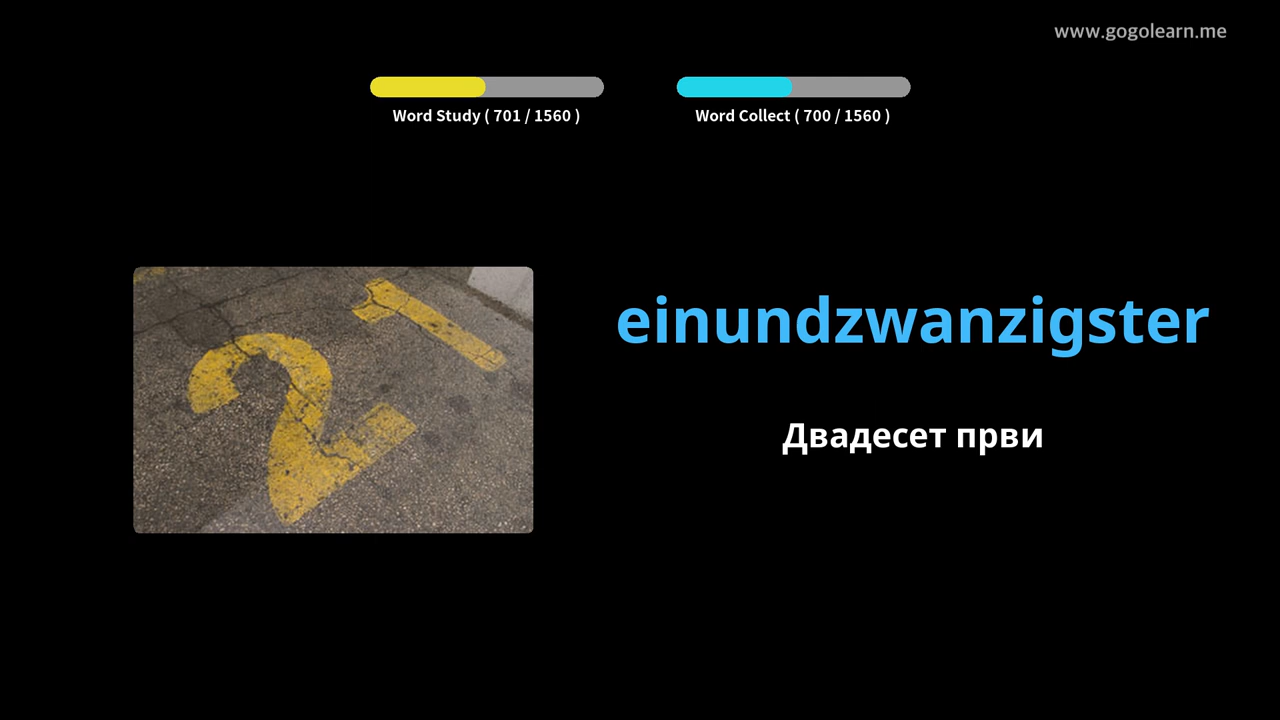 www.gogolearn.me
Word Study ( 701 / 1560 )
Word Collect ( 700 / 1560 )
21
einundzwanzigster
Двадесет први